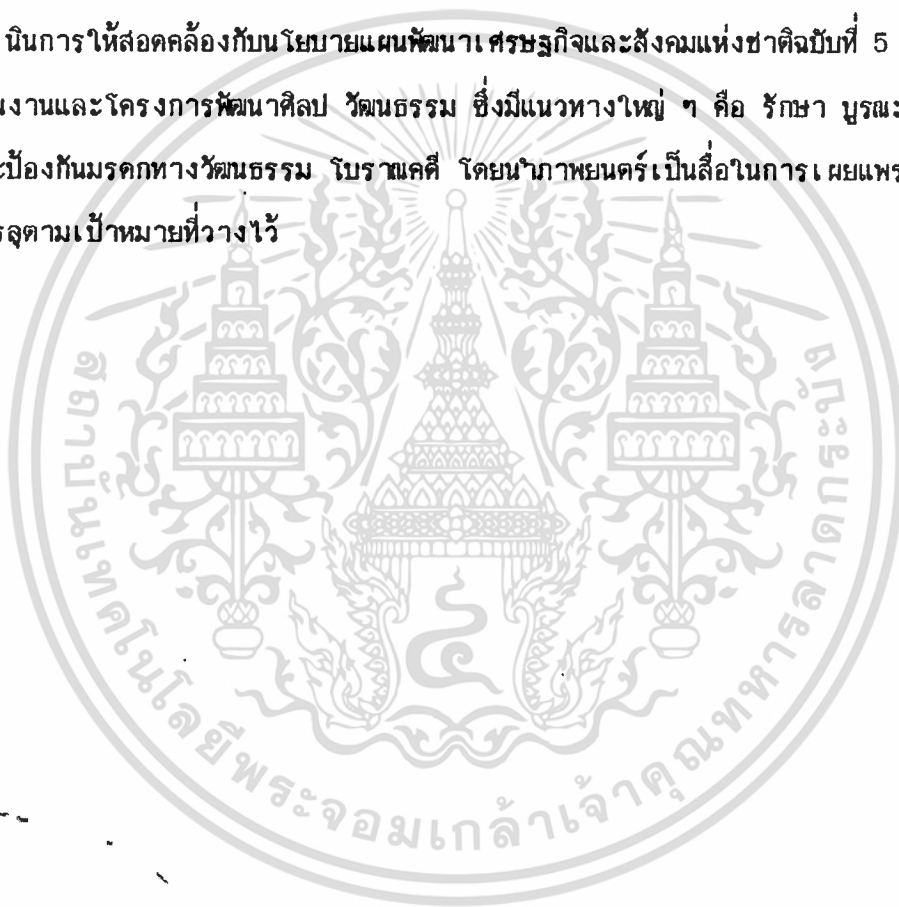 นินการให้สอดคล้องกับนโยบายแผนพัฒนาเศรษฐกิจและสังคมแห่งชาติฉบับที่ 5
นงานและโครงการพัฒนาศิลป วัฒนธรรม ซึ่งมีแนวทางใหญ่ ๆ คือ รักษา บูรณะ
ะป้องกันมรดกทางวัฒนธรรม โบราณคดี โดยนำภาพยนตร์เป็นสื่อในการเผยแพร
รลุตามเป้าหมายที่วางไว้
สถาบันเทคโนโลยีพระจอมเกล้าเจ้าคุณทหารลาดกระบัง
๔